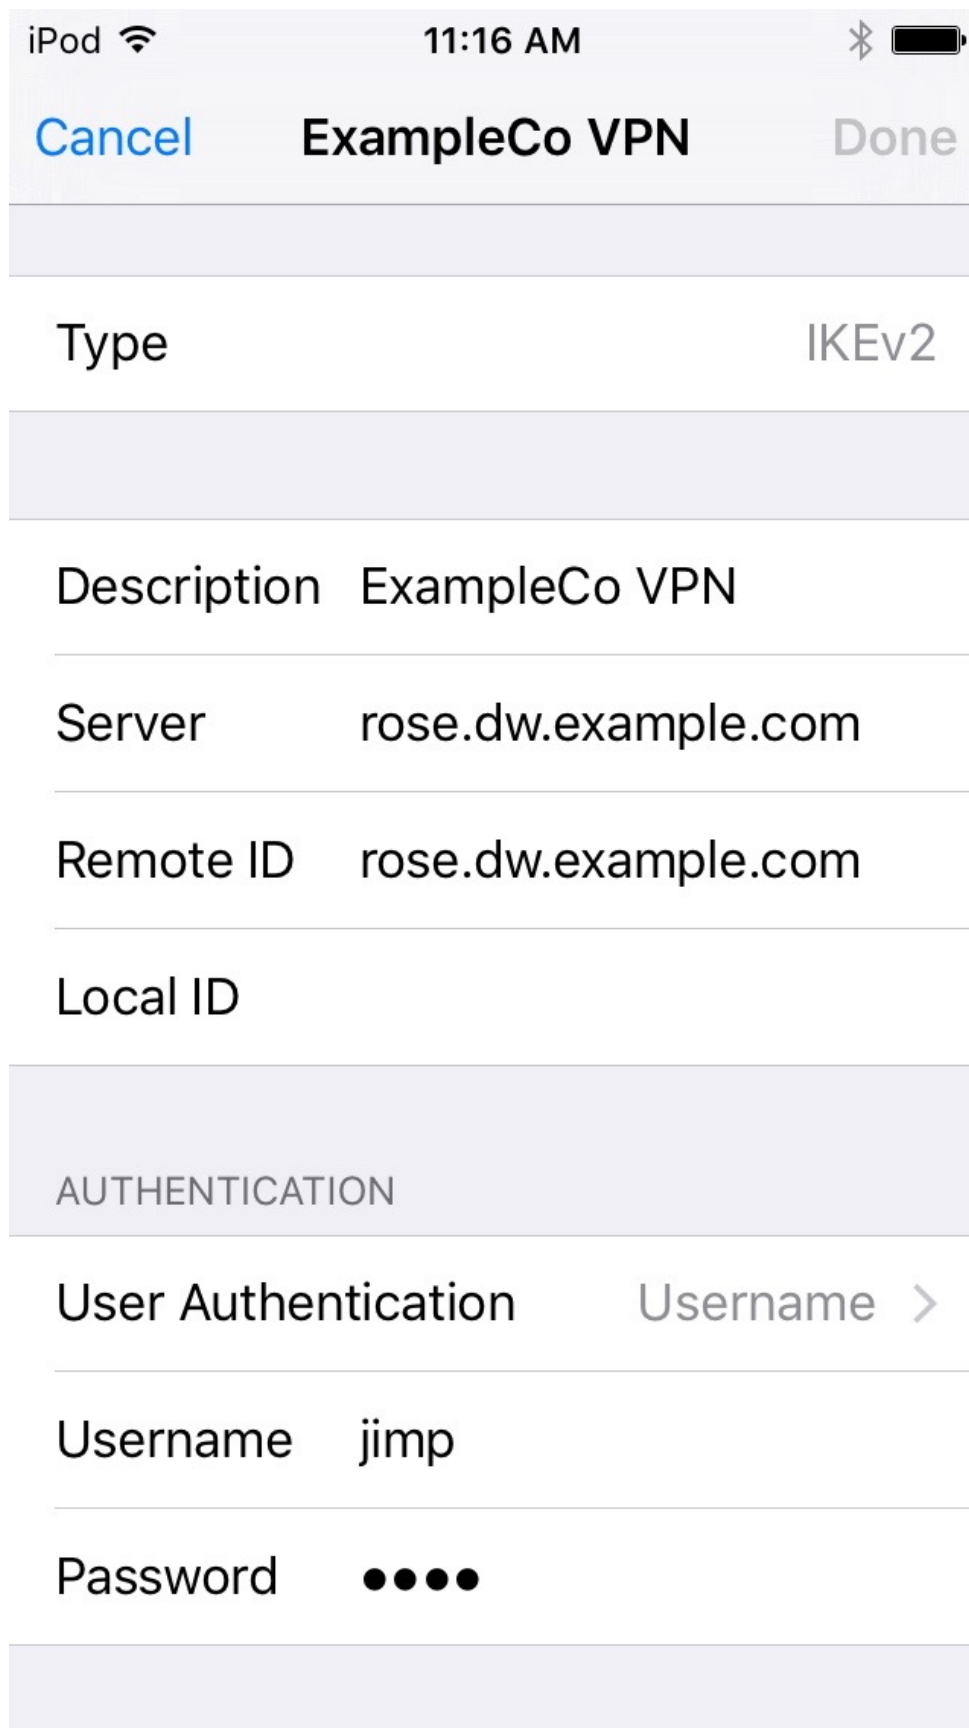 iPod 11:16 AM
Cancel ExampleCo VPN Done
Type IKEv2
Description ExampleCo VPN
Server rose.dw.example.com
Remote ID rose.dw.example.com
Local ID
AUTHENTICATION
User Authentication Username
Username jimp
Password ●●●●